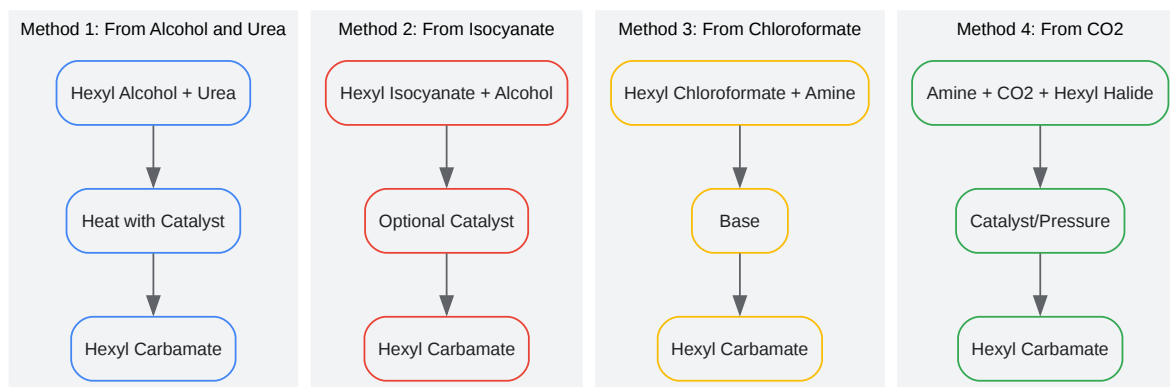 Method 1: From Alcohol and Urea
Hexyl Alcohol + Urea
Heat with Catalyst
Hexyl Carbamate
Method 2: From Isocyanate
Hexyl Isocyanate + Alcohol
Optional Catalyst
Hexyl Carbamate
Method 3: From Chloroformate
Hexyl Chloroformate + Amine
Base
Hexyl Carbamate
Method 4: From CO2
Amine + CO2 + Hexyl Halide
Catalyst/Pressure
Hexyl Carbamate